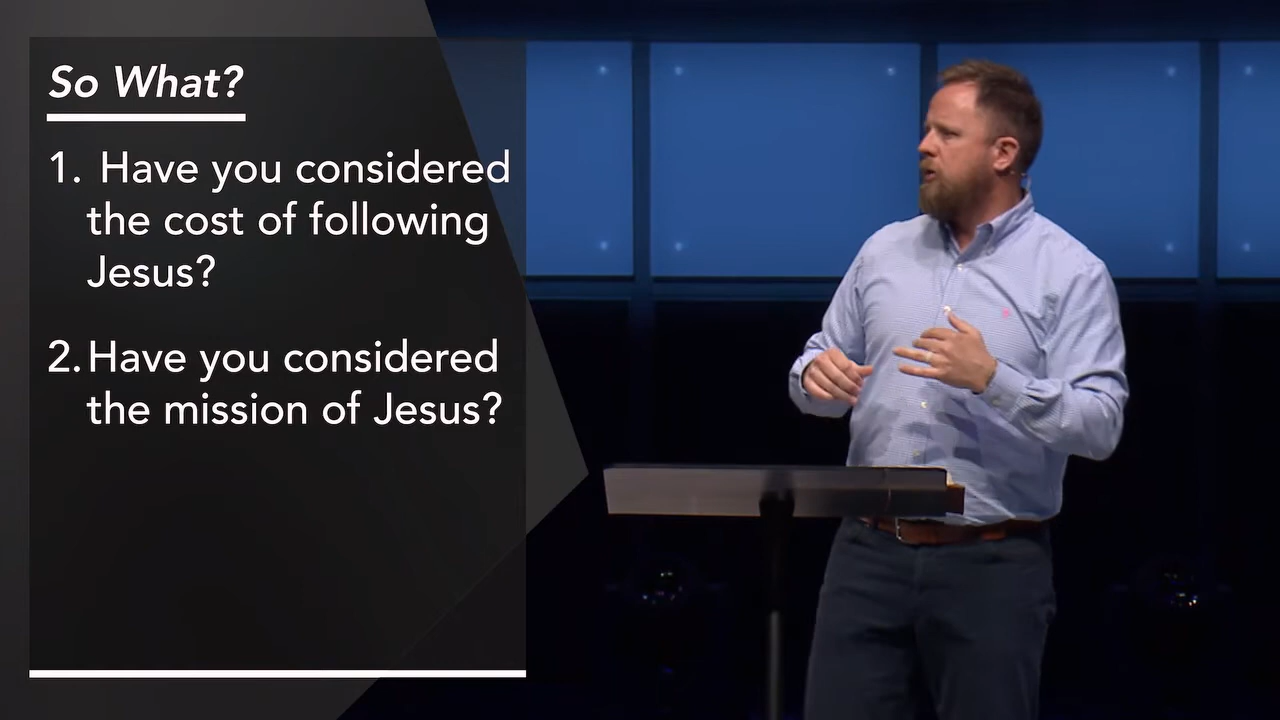 So What?
1. Have you considered
the cost of following
Jesus?
2. Have you considered
the mission of Jesus?